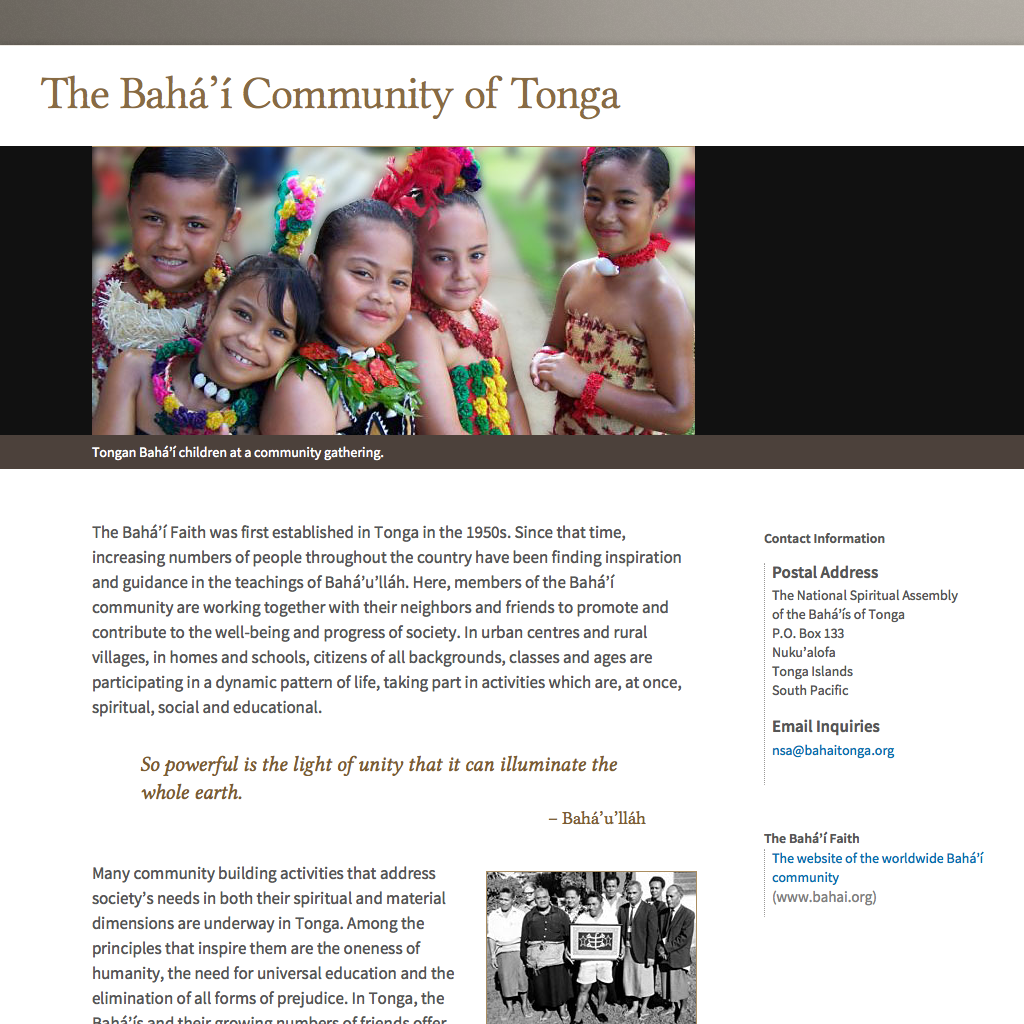 The Bahá’í Community of Tonga
Tongan Bahá’í children at a community gathering.
The Bahá’í Faith was first established in Tonga in the 1950s. Since that time,
increasing numbers of people throughout the country have been finding inspiration
and guidance in the teachings of Bahá’u’lláh. Here, members of the Bahá’í
community are working together with their neighbors and friends to promote and
contribute to the well-being and progress of society. In urban centres and rural
villages, in homes and schools, citizens of all backgrounds, classes and ages are
participating in a dynamic pattern of life, taking part in activities which are, at once,
spiritual, social and educational.
So powerful is the light of unity that it can illuminate the
whole earth.
– Bahá’u’lláh
Many community building activities that address
society’s needs in both their spiritual and material
dimensions are underway in Tonga. Among the
principles that inspire them are the oneness of
humanity, the need for universal education and the
elimination of all forms of prejudice. In Tonga, the
Bahá’ís and their growing numbers of friends offer
Contact Information
Postal Address
The National Spiritual Assembly
of the Bahá’ís of Tonga
P.O. Box 133
Nuku’alofa
Tonga Islands
South Pacific
Email Inquiries
nsa@bahaitonga.org
The Bahá’í Faith
The website of the worldwide Bahá’í
community
(www.bahai.org)